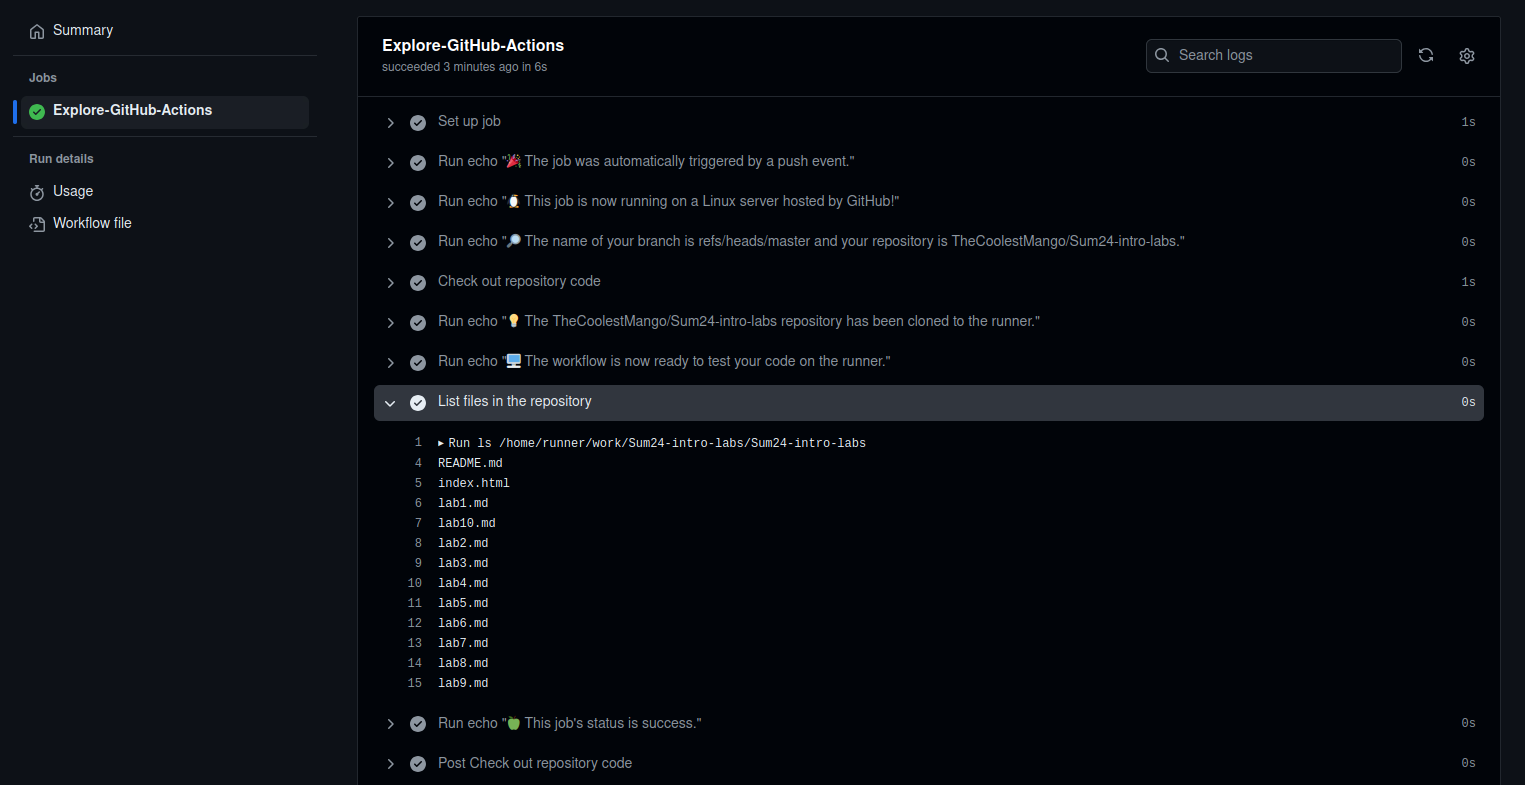 Summary
Jobs
Explore-GitHub-Actions
Run details
Usage
Workflow file
Explore-GitHub-Actions
succeeded 3 minutes ago in 6s
Search logs
Set up job 1s
Run echo "🎉 The job was automatically triggered by a push event." 0s
Run echo "🐧 This job is now running on a Linux server hosted by GitHub!" 0s
Run echo "🔎 The name of your branch is refs/heads/master and your repository is TheCoolestMango/Sum24-intro-labs." 0s
Check out repository code 1s
Run echo "💡 The TheCoolestMango/Sum24-intro-labs repository has been cloned to the runner." 0s
Run echo "🖥️ The workflow is now ready to test your code on the runner." 0s
List files in the repository 0s
1 ▸ Run ls /home/runner/work/Sum24-intro-labs/Sum24-intro-labs
4 README.md
5 index.html
6 lab1.md
7 lab10.md
8 lab2.md
9 lab3.md
10 lab4.md
11 lab5.md
12 lab6.md
13 lab7.md
14 lab8.md
15 lab9.md
Run echo "🍏 This job's status is success." 0s
Post Check out repository code 0s